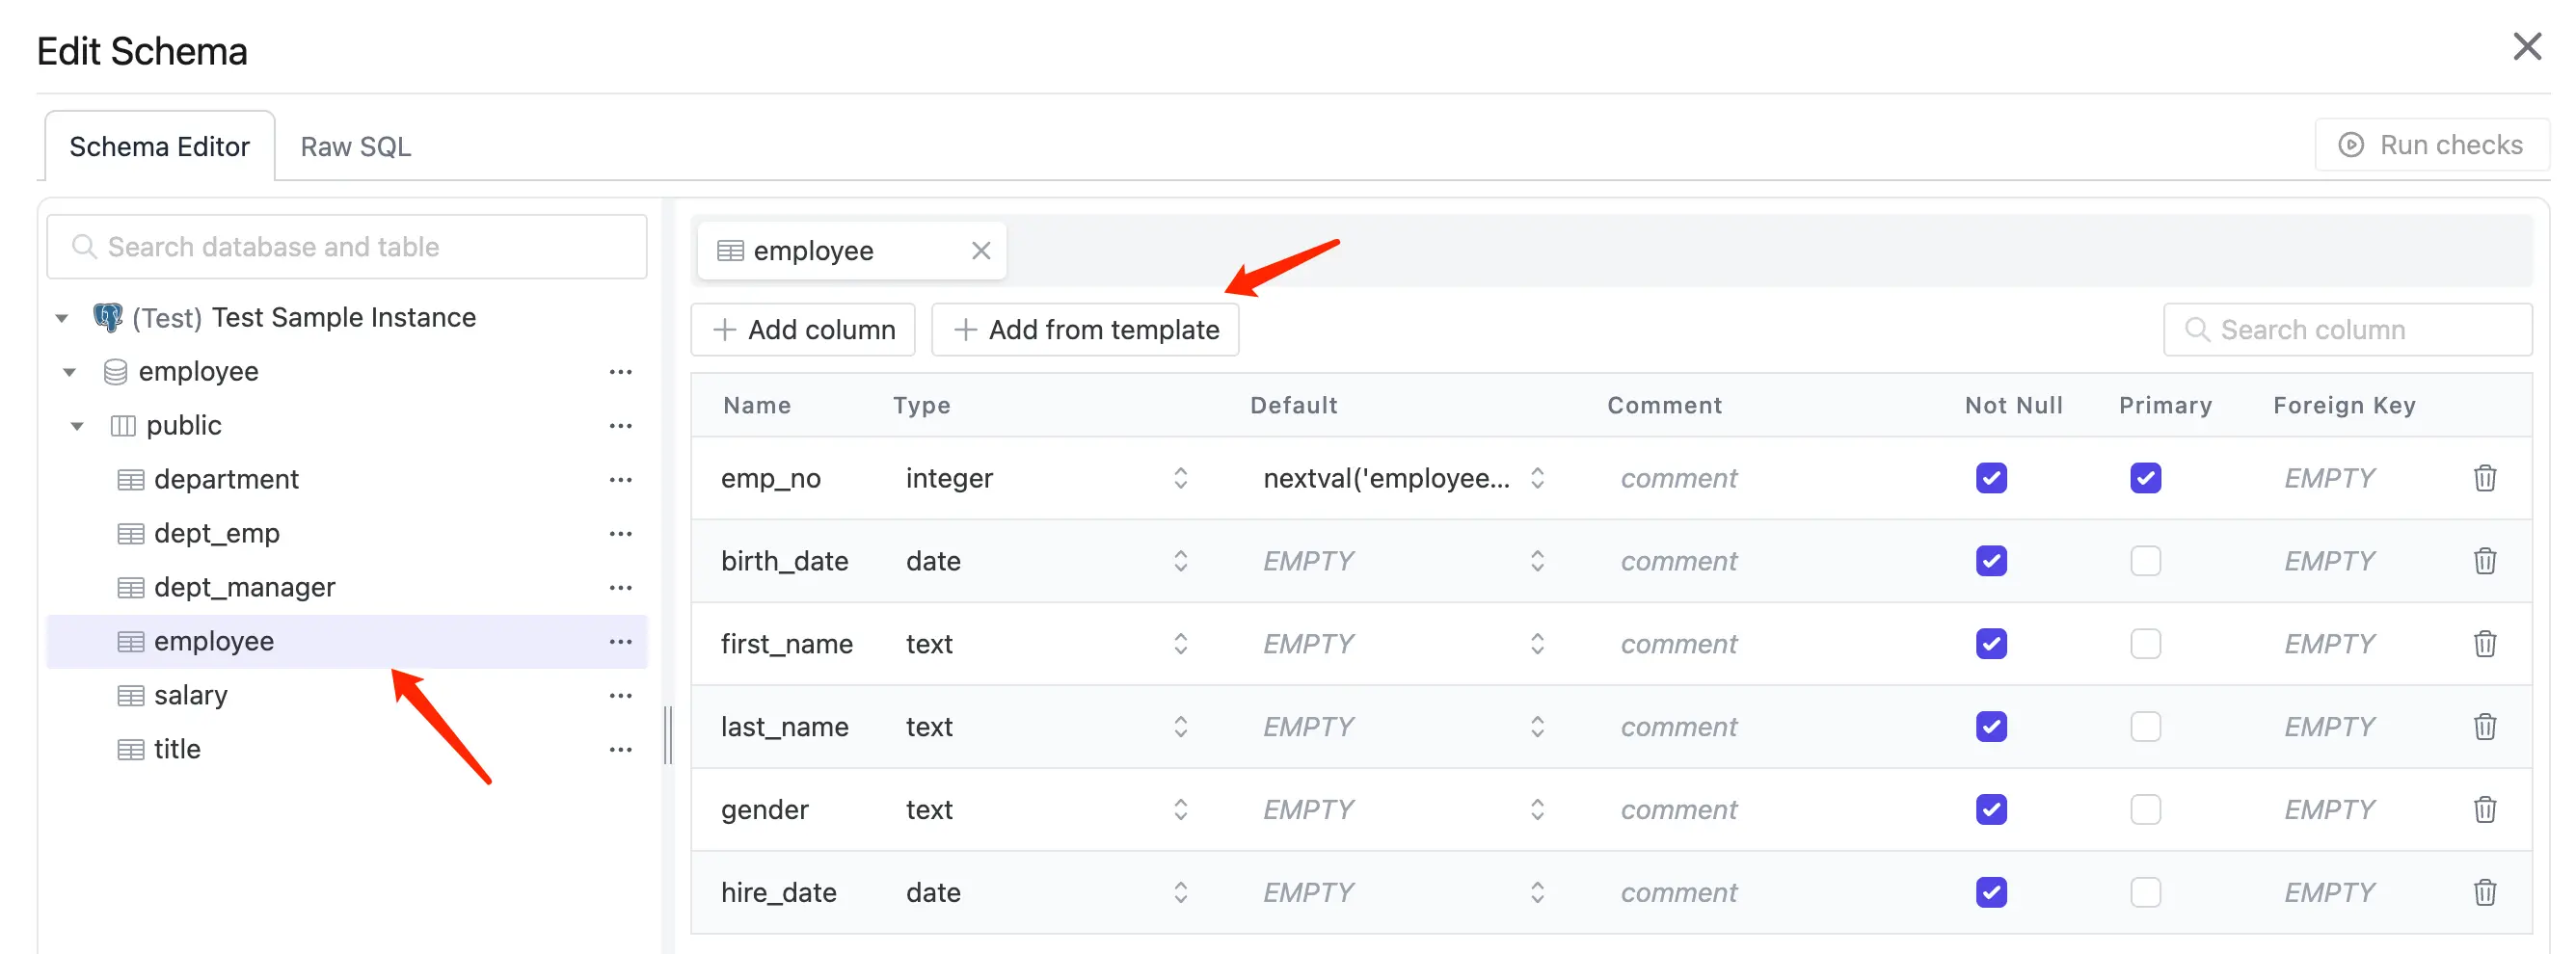 Edit Schema
Schema Editor Raw SQL Run checks
Search database and table
(Test) Test Sample Instance
employee
public
department
dept_emp
dept_manager
employee
salary
title
employee
Add column Add from template Search column
Name Type Default Comment Not Null Primary Foreign Key
emp_no integer nextval('employee... comment EMPTY
birth_date date EMPTY comment EMPTY
first_name text EMPTY comment EMPTY
last_name text EMPTY comment EMPTY
gender text EMPTY comment EMPTY
hire_date date EMPTY comment EMPTY